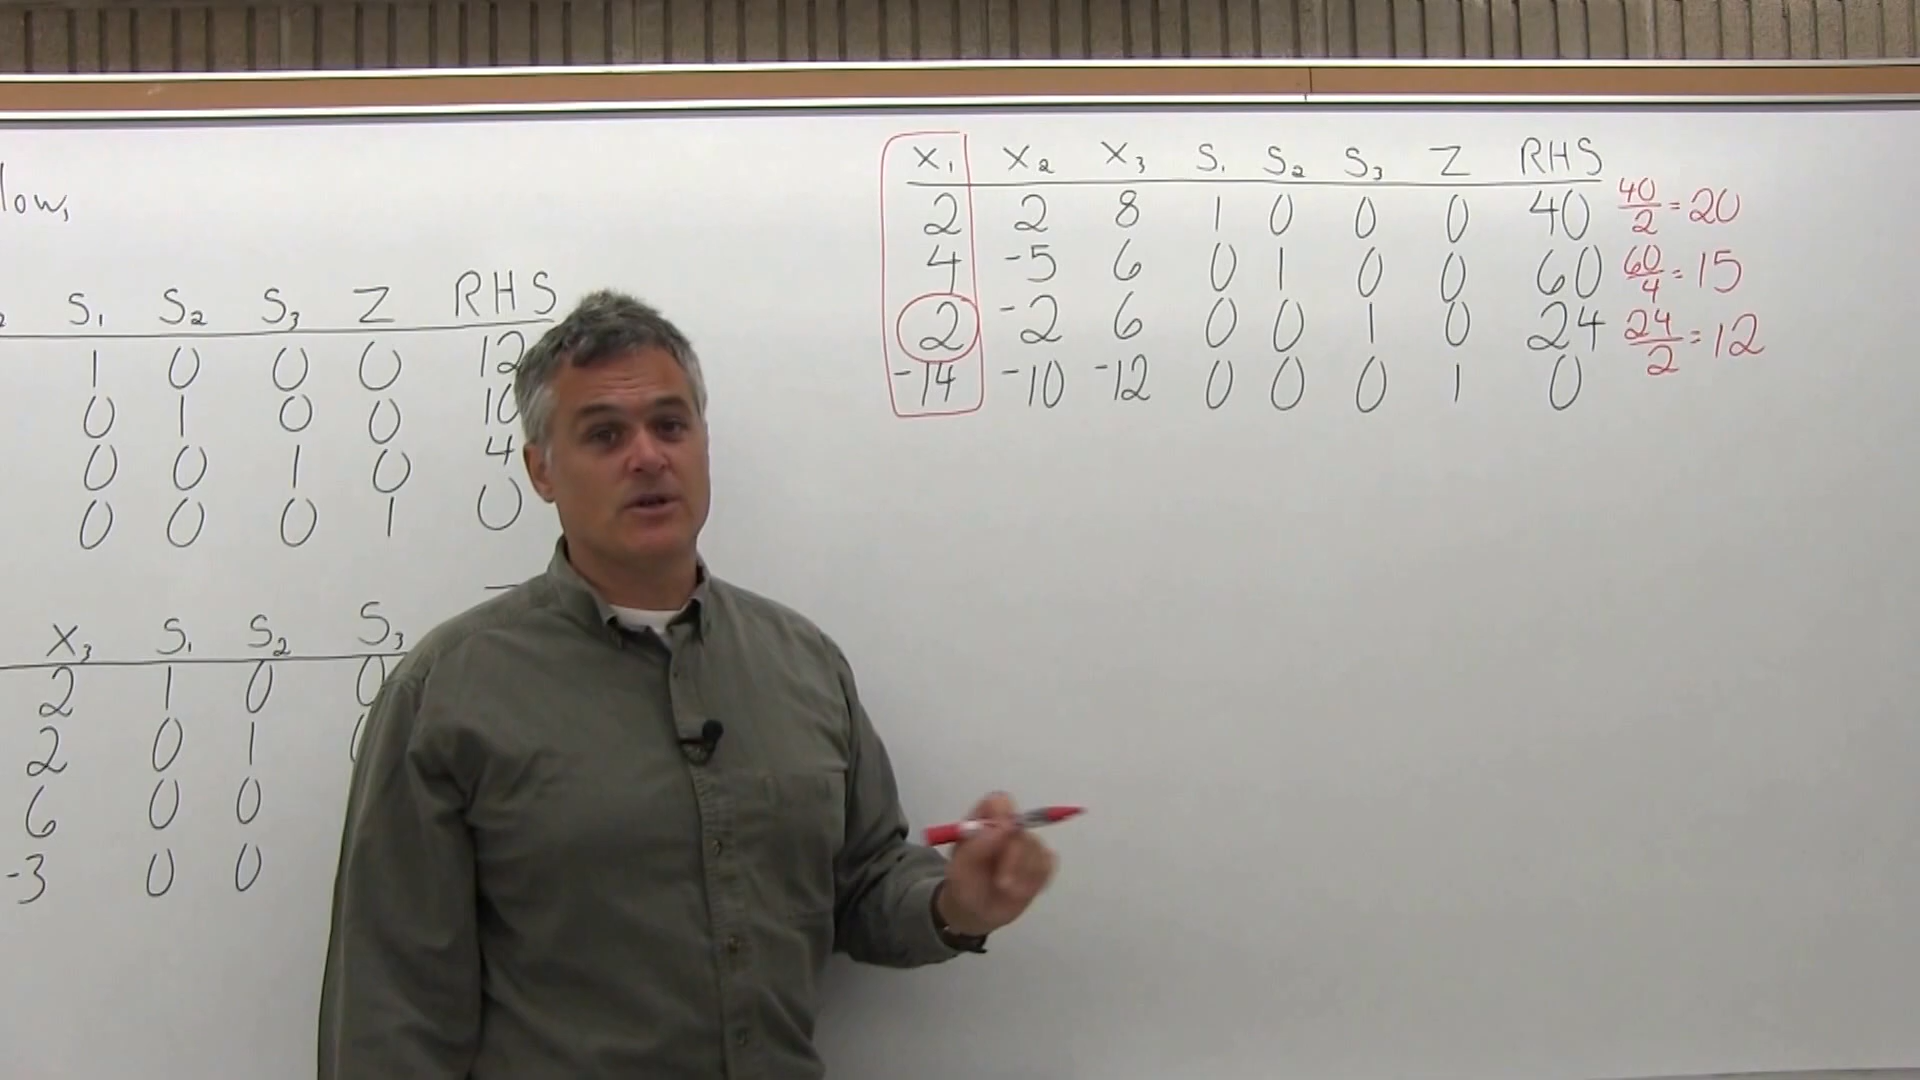 low,
S₁ S₂ S₃ Z RHS
1 0 0 0 12
0 1 0 0 10
0 0 1 0 4
0 0 0 1 0
X₃ S₁ S₂ S₃
2 1 0 0
2 0 1
6 0 0
-3 0 0
X₁ X₂ X₃ S₁ S₂ S₃ Z RHS
2 2 8 1 0 0 0 40 40/2 = 20
4 -5 6 0 1 0 0 60 60/4 = 15
2 -2 6 0 0 1 0 24 24/2 = 12
-14 -10 -12 0 0 0 1 0